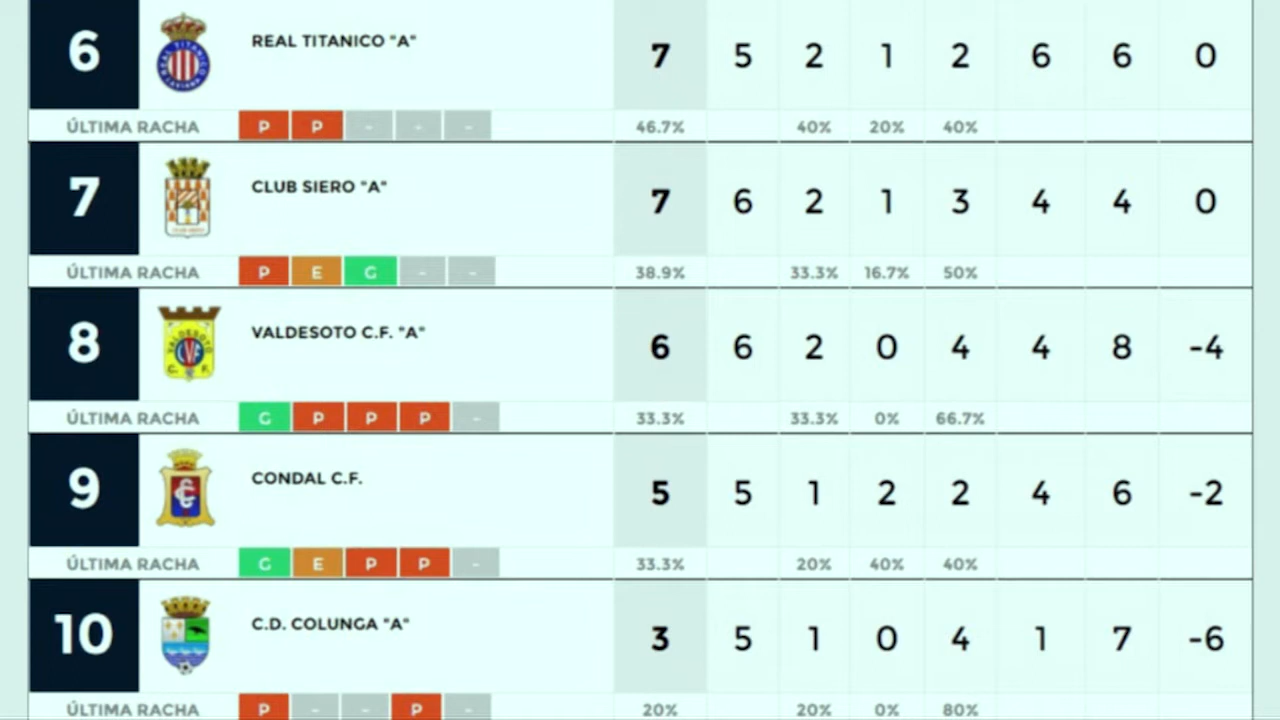 6 REAL TITANICO "A" 7 5 2 1 2 6 6 0
ÚLTIMA RACHA P P - - - 46.7% 40% 20% 40%
7 CLUB SIERO "A" 7 6 2 1 3 4 4 0
ÚLTIMA RACHA P E G - - 38.9% 33.3% 16.7% 50%
8 VALDESOTO C.F. "A" 6 6 2 0 4 4 8 -4
ÚLTIMA RACHA G P P P - 33.3% 33.3% 0% 66.7%
9 CONDAL C.F. 5 5 1 2 2 4 6 -2
ÚLTIMA RACHA G E P P - 33.3% 20% 40% 40%
10 C.D. COLUNGA "A" 3 5 1 0 4 1 7 -6
ÚLTIMA RACHA P - - P - 20% 20% 0% 80%